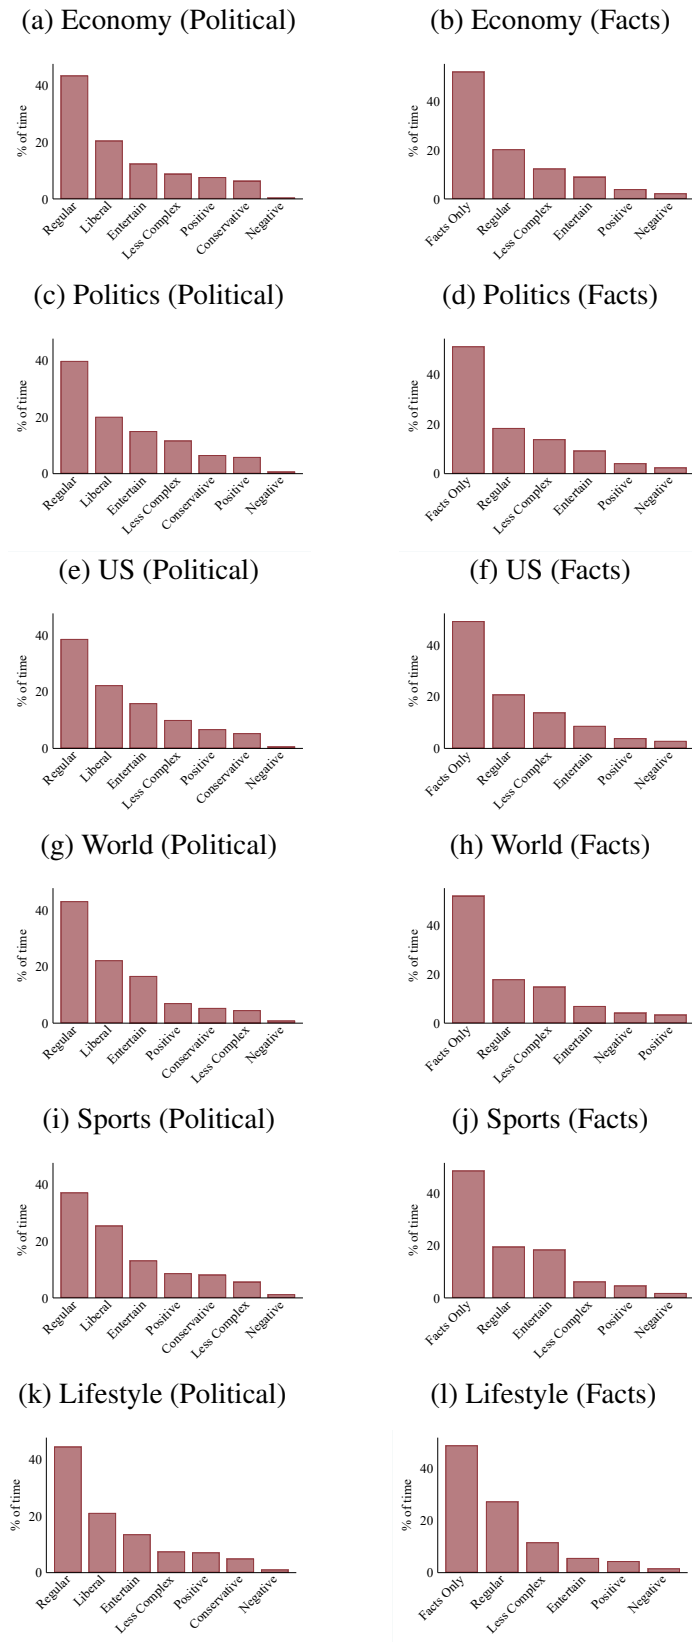 (a) Economy (Political)
% of time
40
20
0
Regular
Liberal
Entertain
Less Complex
Positive
Conservative
Negative
(b) Economy (Facts)
% of time
40
20
0
Facts Only
Regular
Less Complex
Entertain
Positive
Negative
(c) Politics (Political)
% of time
40
20
0
Regular
Liberal
Entertain
Less Complex
Conservative
Positive
Negative
(d) Politics (Facts)
% of time
40
20
0
Facts Only
Regular
Less Complex
Entertain
Positive
Negative
(e) US (Political)
% of time
40
20
0
Regular
Liberal
Entertain
Less Complex
Positive
Conservative
Negative
(f) US (Facts)
% of time
40
20
0
Facts Only
Regular
Less Complex
Entertain
Positive
Negative
(g) World (Political)
% of time
40
20
0
Regular
Liberal
Entertain
Positive
Conservative
Less Complex
Negative
(h) World (Facts)
% of time
40
20
0
Facts Only
Regular
Less Complex
Entertain
Negative
Positive
(i) Sports (Political)
% of time
40
20
0
Regular
Liberal
Entertain
Positive
Conservative
Less Complex
Negative
(j) Sports (Facts)
% of time
40
20
0
Facts Only
Regular
Entertain
Less Complex
Positive
Negative
(k) Lifestyle (Political)
% of time
40
20
0
Regular
Liberal
Entertain
Less Complex
Positive
Conservative
Negative
(l) Lifestyle (Facts)
% of time
40
20
0
Facts Only
Regular
Less Complex
Entertain
Positive
Negative